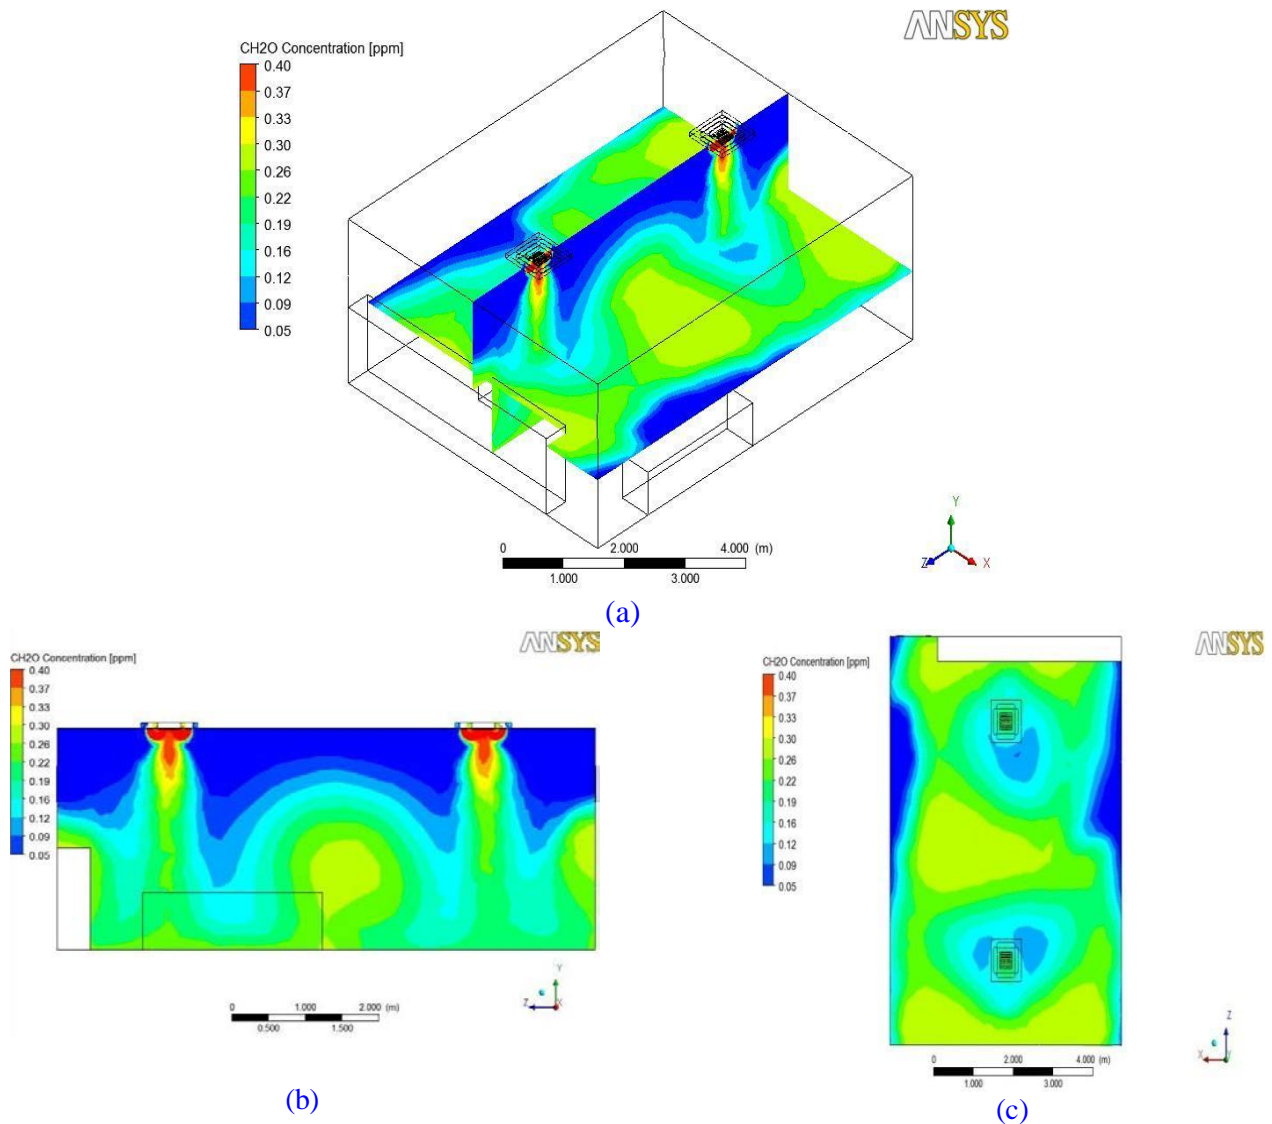 ANSYS
CH2O Concentration [ppm]
0.40
0.37
0.33
0.30
0.26
0.22
0.19
0.16
0.12
0.09
0.05
Y
Z
X
0 2.000 4.000 (m)
1.000 3.000
(a)
ANSYS
CH2O Concentration [ppm]
0.40
0.37
0.33
0.30
0.26
0.22
0.19
0.16
0.12
0.09
0.05
Y
Z X
0 1.000 2.000 (m)
0.500 1.500
(b)
ANSYS
CH2O Concentration [ppm]
0.40
0.37
0.33
0.30
0.26
0.22
0.19
0.16
0.12
0.09
0.05
Z
X Y
0 2.000 4.000 (m)
1.000 3.000
(c)